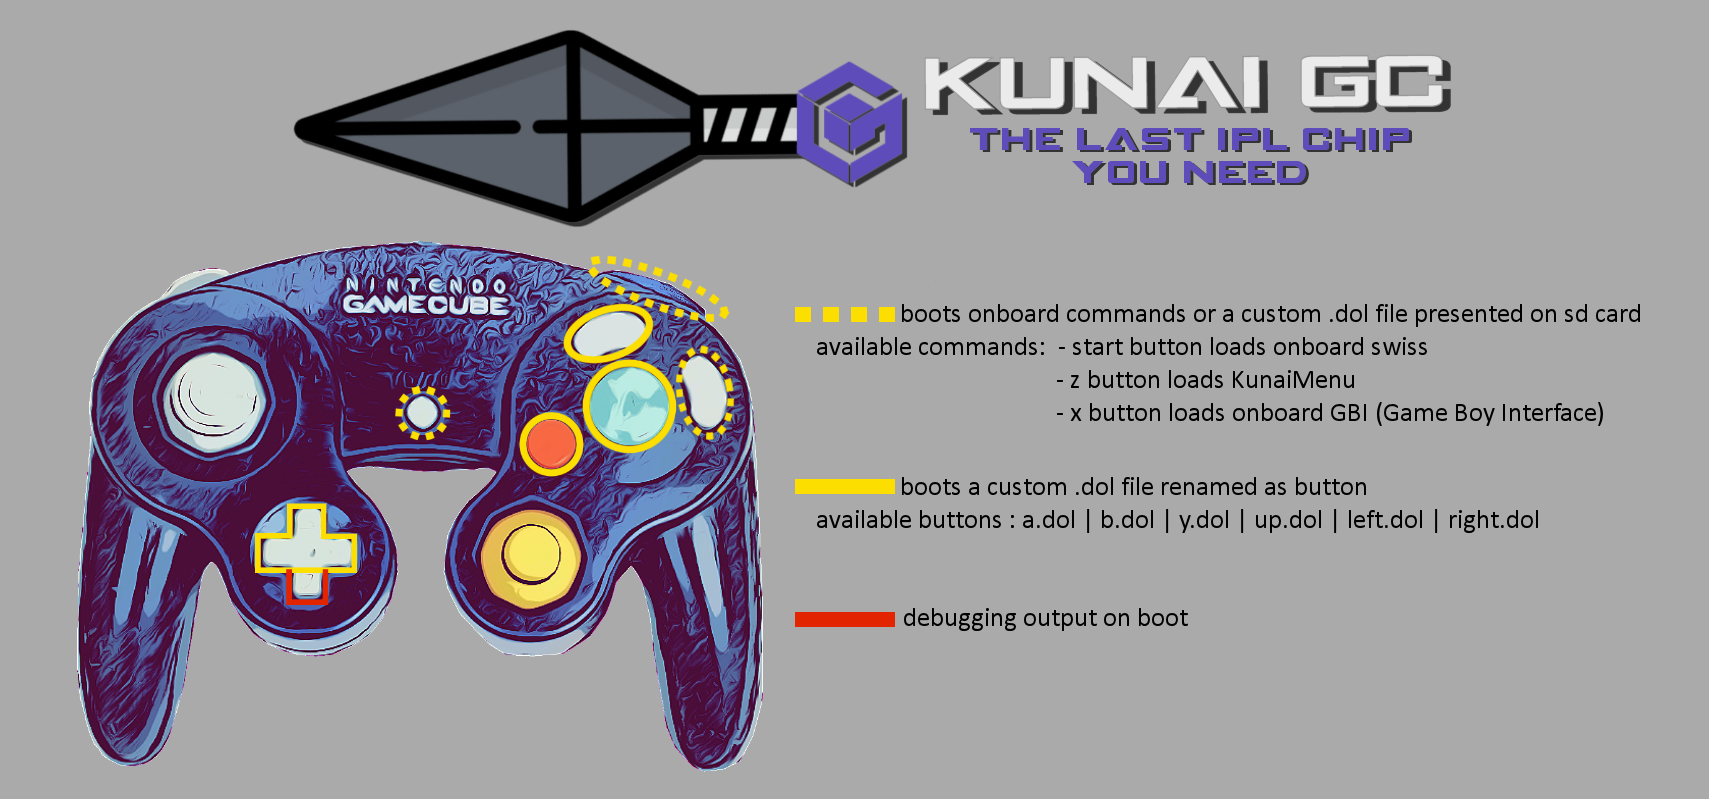 KUNAI GC
THE LAST IPL CHIP
YOU NEED
NINTENDO
GAMECUBE
boots onboard commands or a custom .dol file presented on sd card
available commands: - start button loads onboard swiss
- z button loads KunaiMenu
- x button loads onboard GBI (Game Boy Interface)
boots a custom .dol file renamed as button
available buttons : a.dol | b.dol | y.dol | up.dol | left.dol | right.dol
debugging output on boot